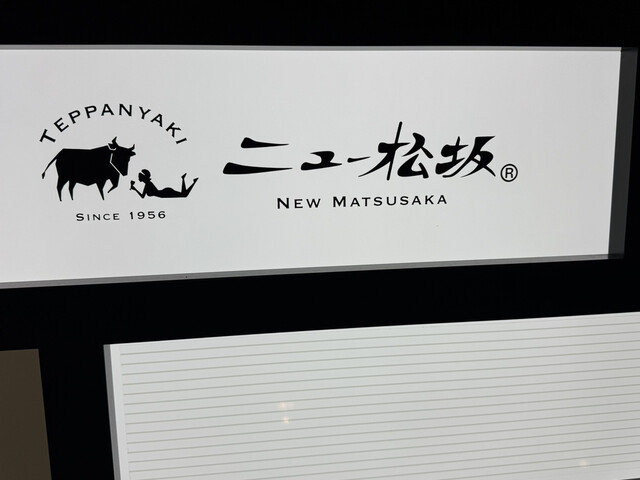 TEPPANYAKI
SINCE 1956
ニュー松坂®
NEW MATSUSAKA